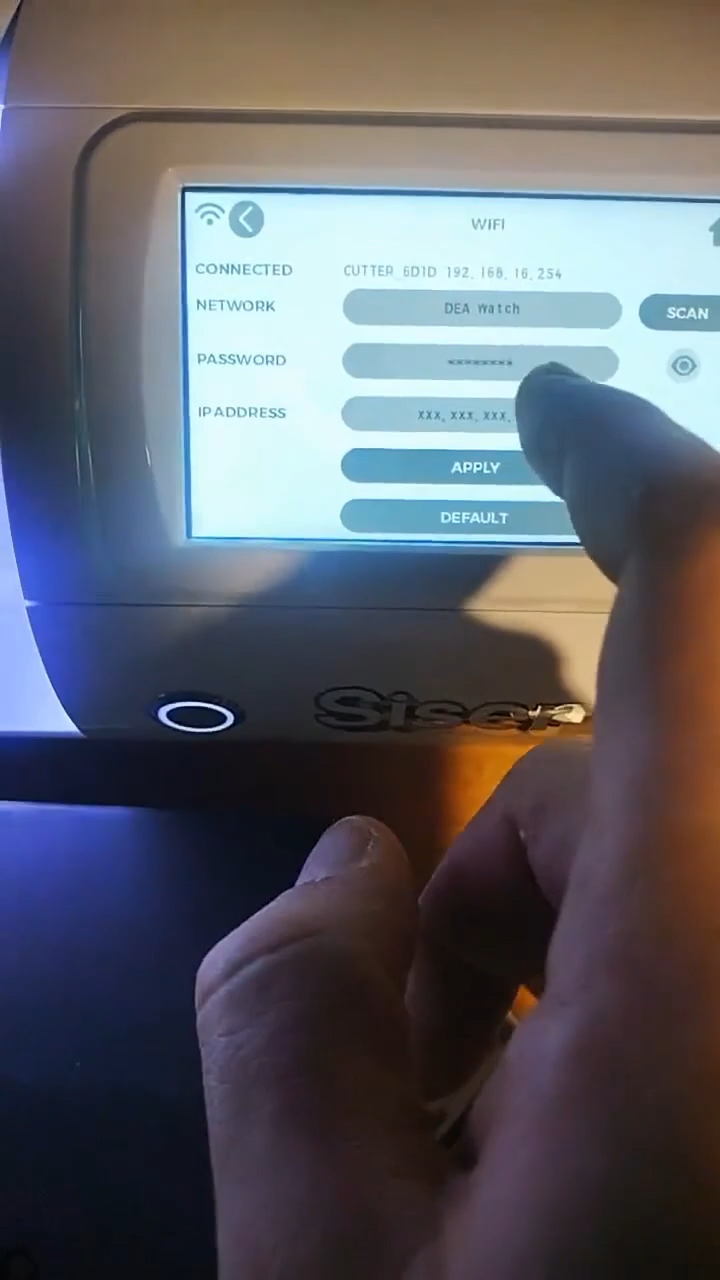 WIFI
CONNECTED CUTTER_6D1D 192.168.16.254
NETWORK DEA Watch SCAN
PASSWORD xxxxxxxx
IP ADDRESS xxx.xxx.xxx.
APPLY
DEFAULT
Siser